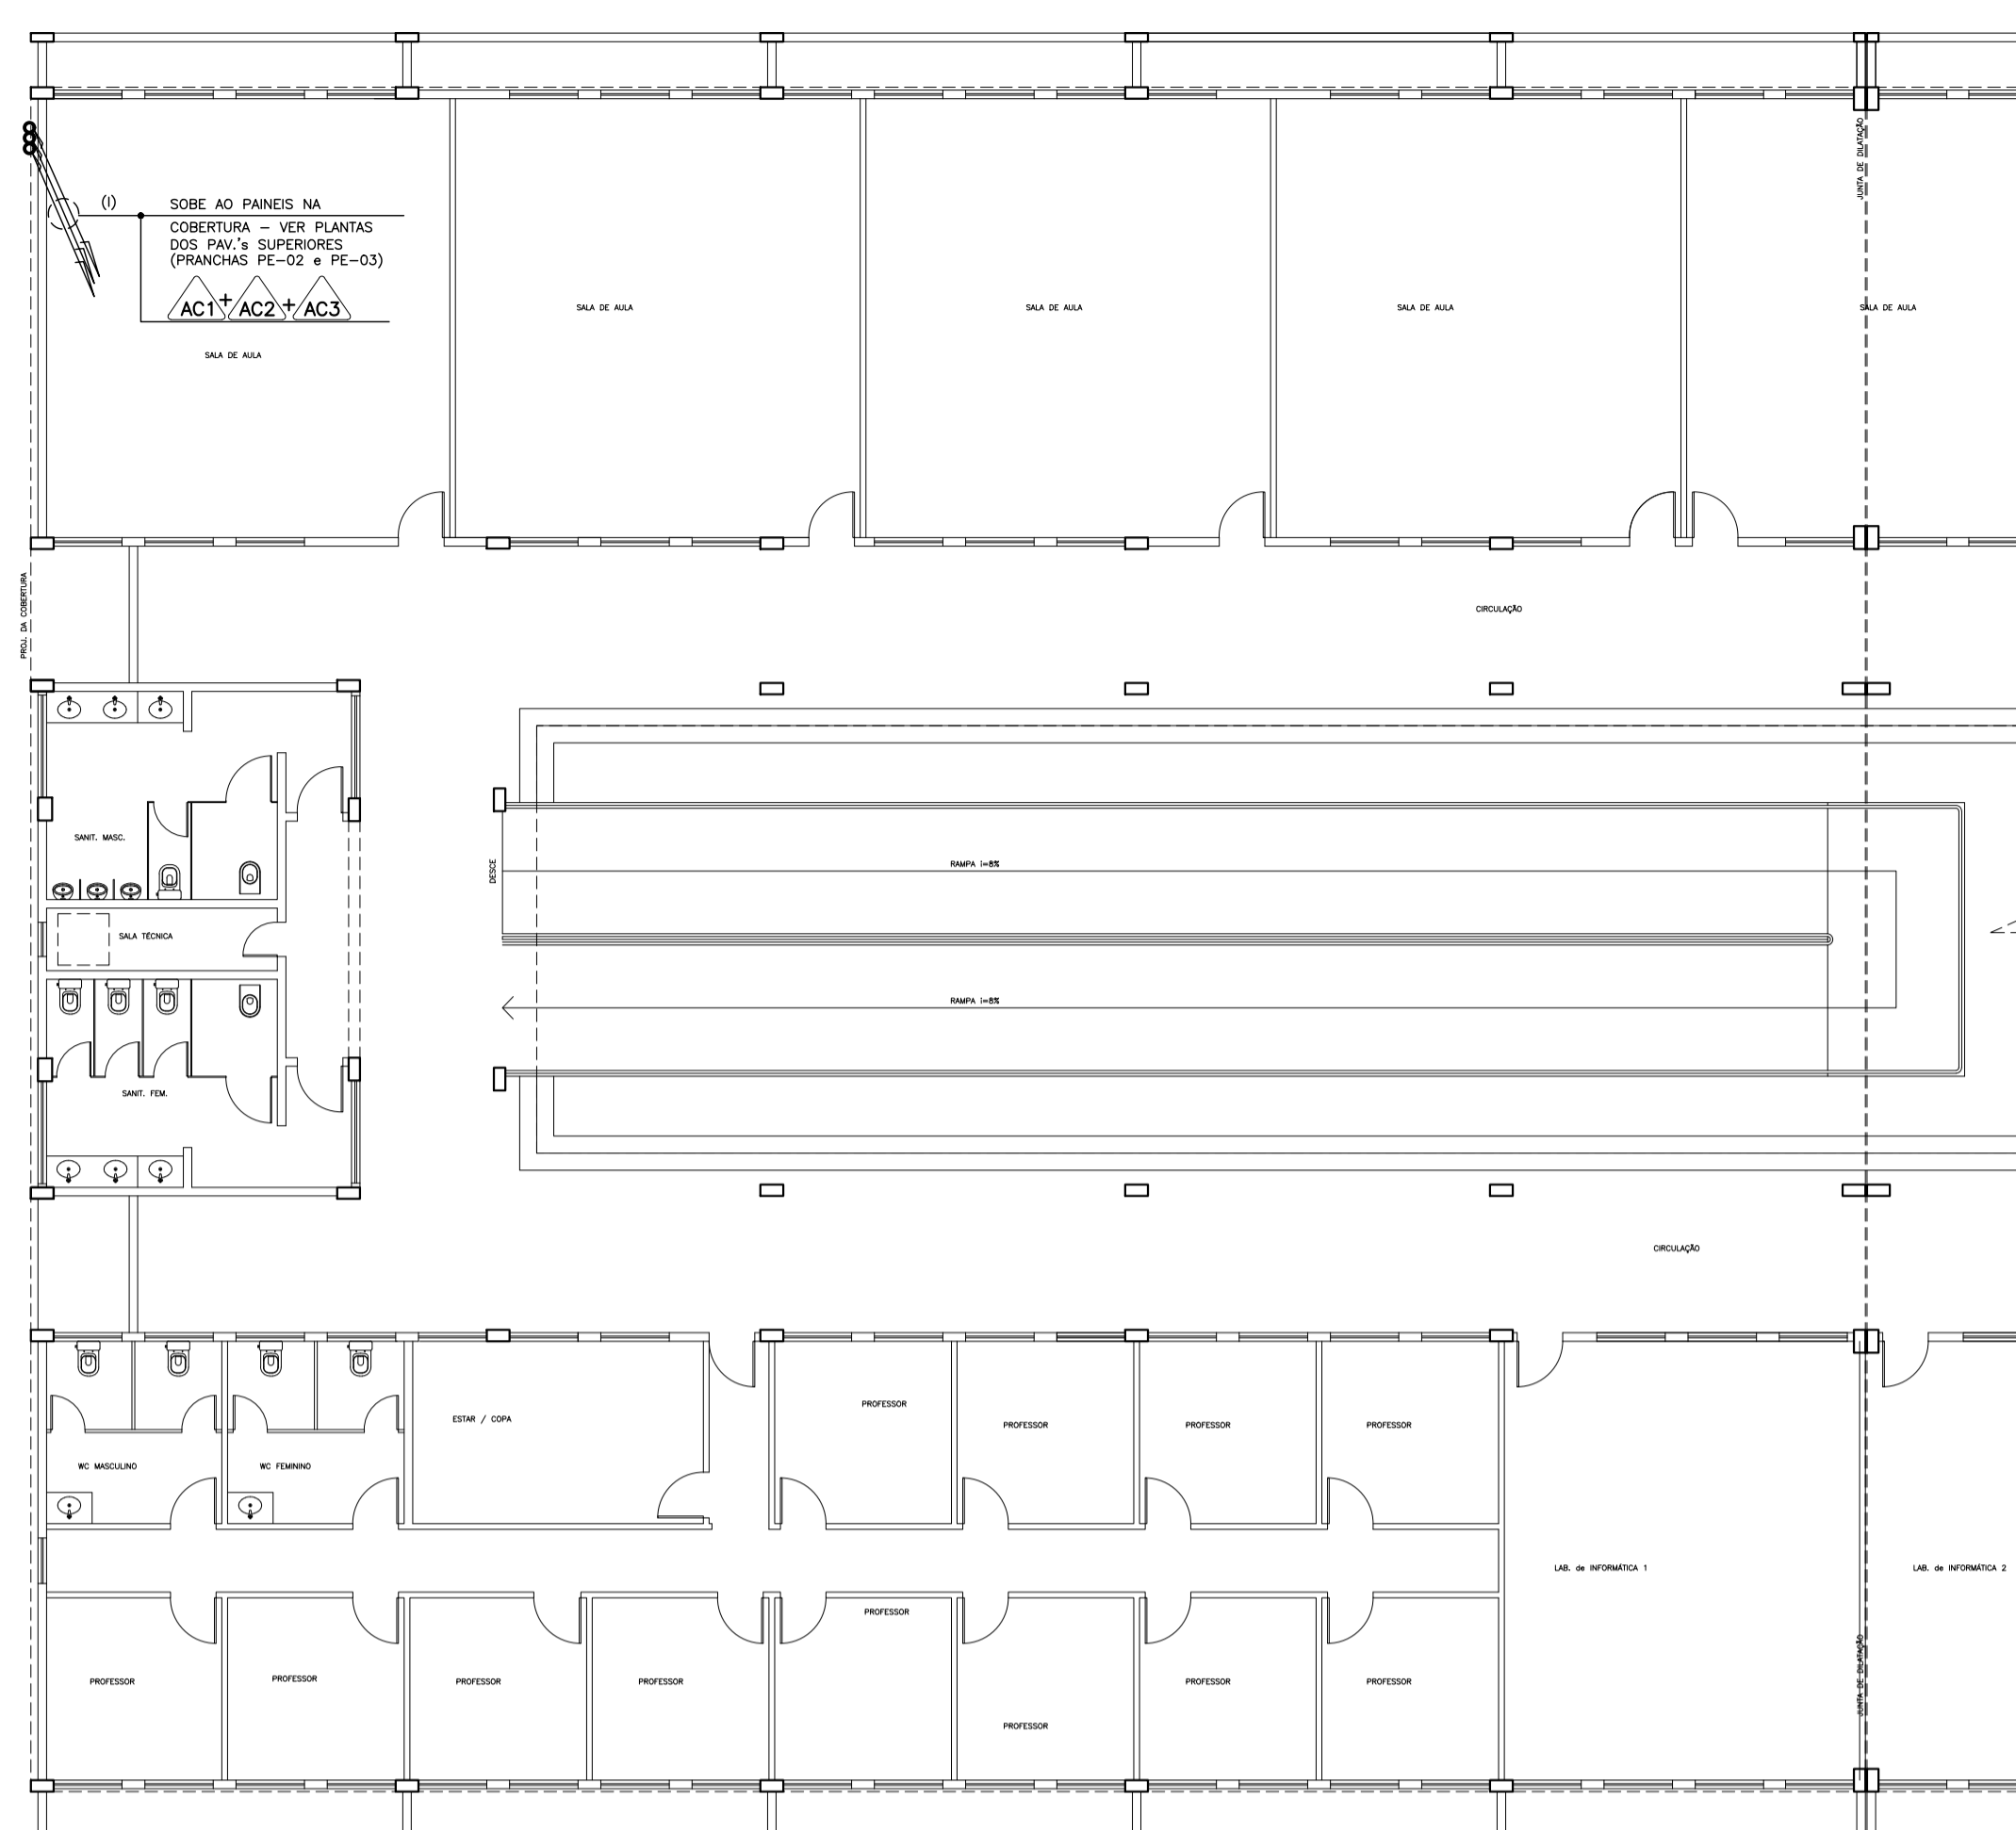 JUNTA DE DILATAÇÃO
(I)
SOBE AO PAINEIS NA
COBERTURA – VER PLANTAS
DOS PAV.'s SUPERIORES
(PRANCHAS PE–02 e PE–03)
AC1 + AC2 + AC3
SALA DE AULA
SALA DE AULA
SALA DE AULA
SALA DE AULA
SALA DE AULA
PROJ. DA COBERTURA
CIRCULAÇÃO
SANIT. MASC.
DESCE
RAMPA i=8%
SALA TÉCNICA
RAMPA i=8%
SANIT. FEM.
CIRCULAÇÃO
PROFESSOR
ESTAR / COPA
PROFESSOR
PROFESSOR
PROFESSOR
WC MASCULINO
WC FEMININO
LAB. de INFORMÁTICA 1
LAB. de INFORMÁTICA 2
PROFESSOR
PROFESSOR
PROFESSOR
PROFESSOR
PROFESSOR
PROFESSOR
PROFESSOR
PROFESSOR
JUNTA DE DILATAÇÃO